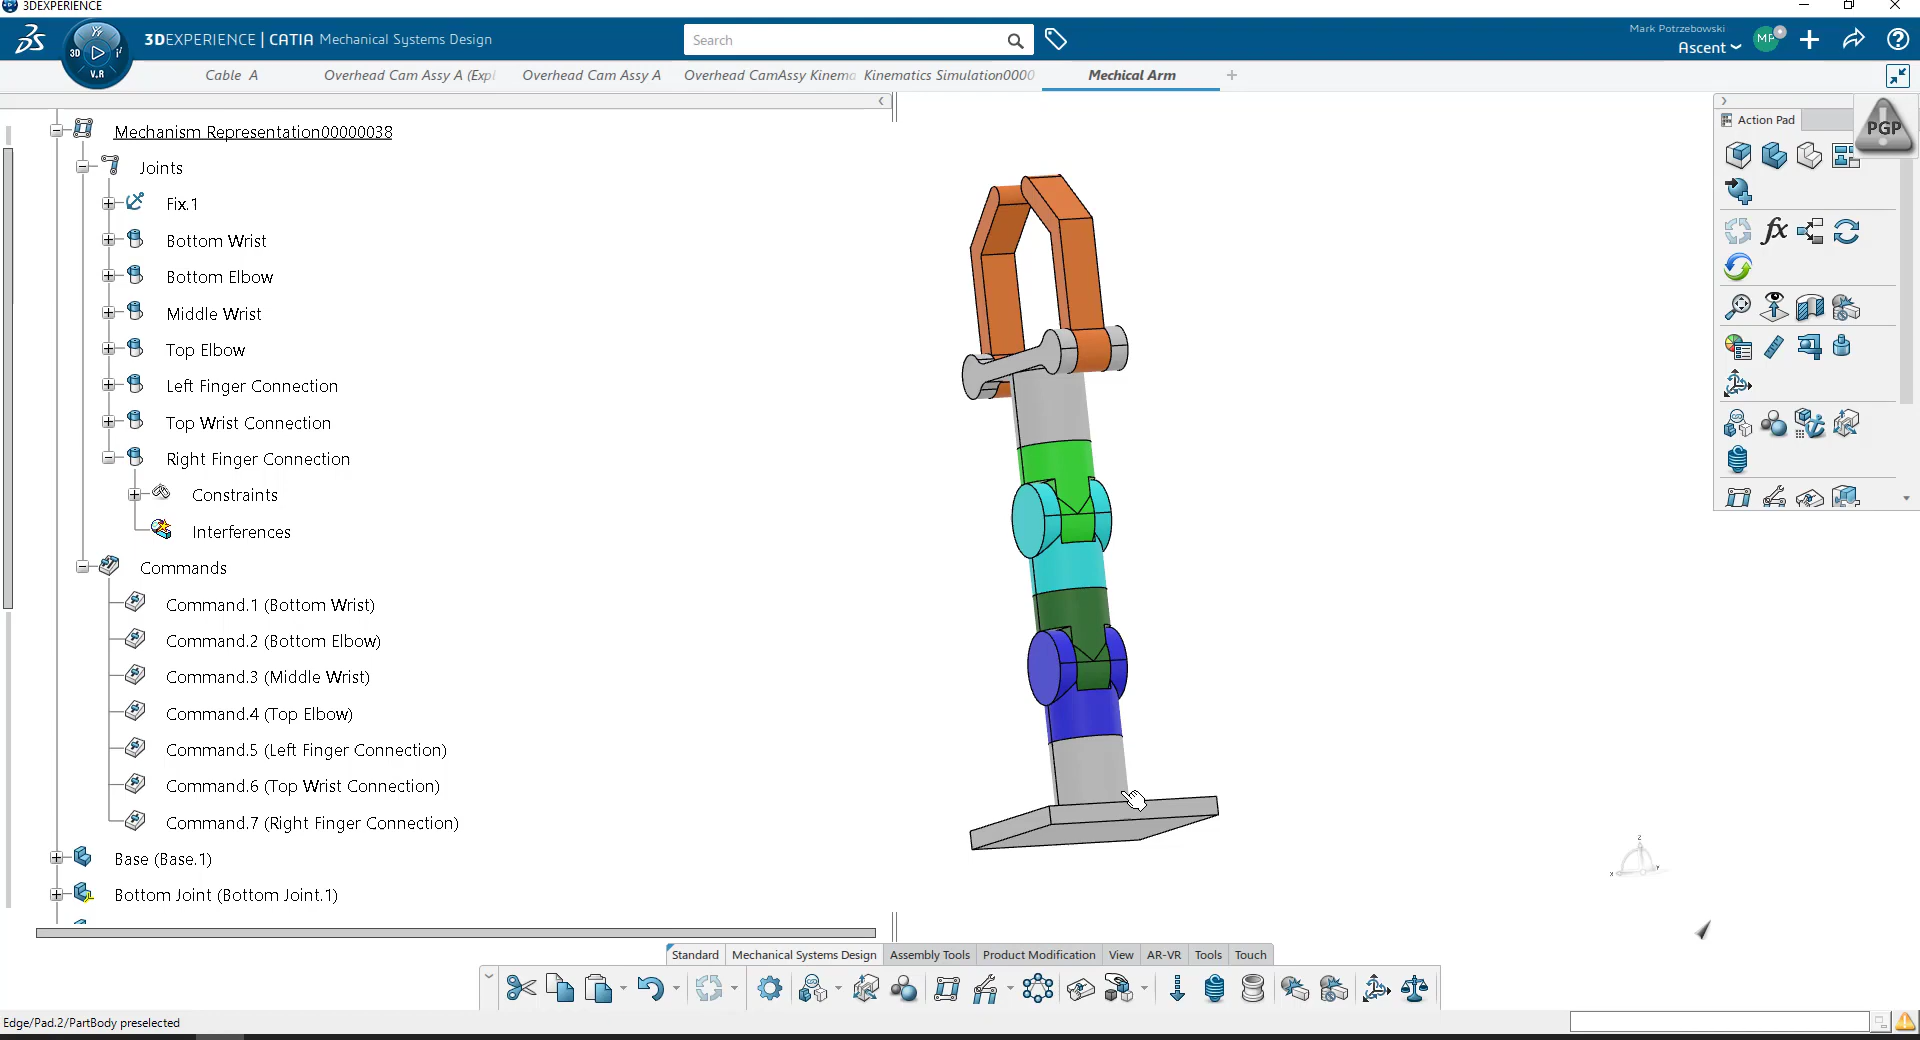 3DEXPERIENCE
3DEXPERIENCE | CATIA Mechanical Systems Design
3D
V.R
Search
Mark Potrzebowski
Ascent
MP
Cable A
Overhead Cam Assy A (Expl
Overhead Cam Assy A
Overhead CamAssy Kinema
Kinematics Simulation0000
Mechical Arm
Mechanism Representation00000038
Joints
Fix.1
Bottom Wrist
Bottom Elbow
Middle Wrist
Top Elbow
Left Finger Connection
Top Wrist Connection
Right Finger Connection
Constraints
Interferences
Commands
Command.1 (Bottom Wrist)
Command.2 (Bottom Elbow)
Command.3 (Middle Wrist)
Command.4 (Top Elbow)
Command.5 (Left Finger Connection)
Command.6 (Top Wrist Connection)
Command.7 (Right Finger Connection)
Base (Base.1)
Bottom Joint (Bottom Joint.1)
Action Pad
PGP
fx
z
x
Standard
Mechanical Systems Design
Assembly Tools
Product Modification
View
AR-VR
Tools
Touch
Edge/Pad.2/PartBody preselected